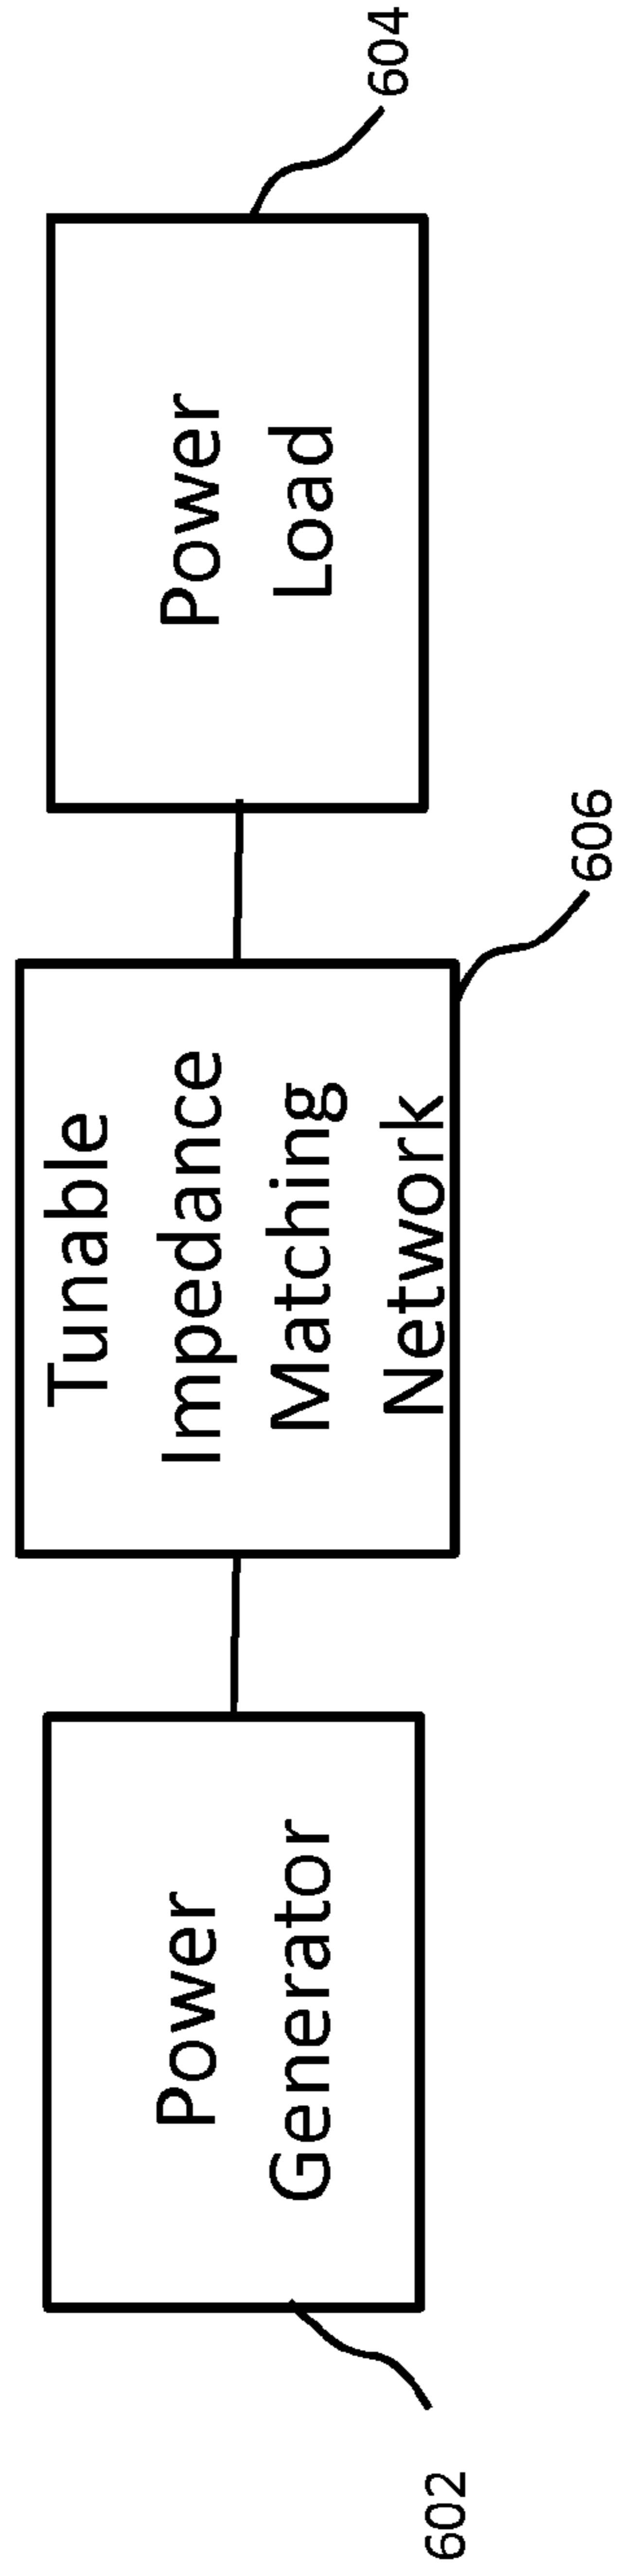 Power
Generator
602
Tunable
Impedance
Matching
Network
606
Power
Load
604